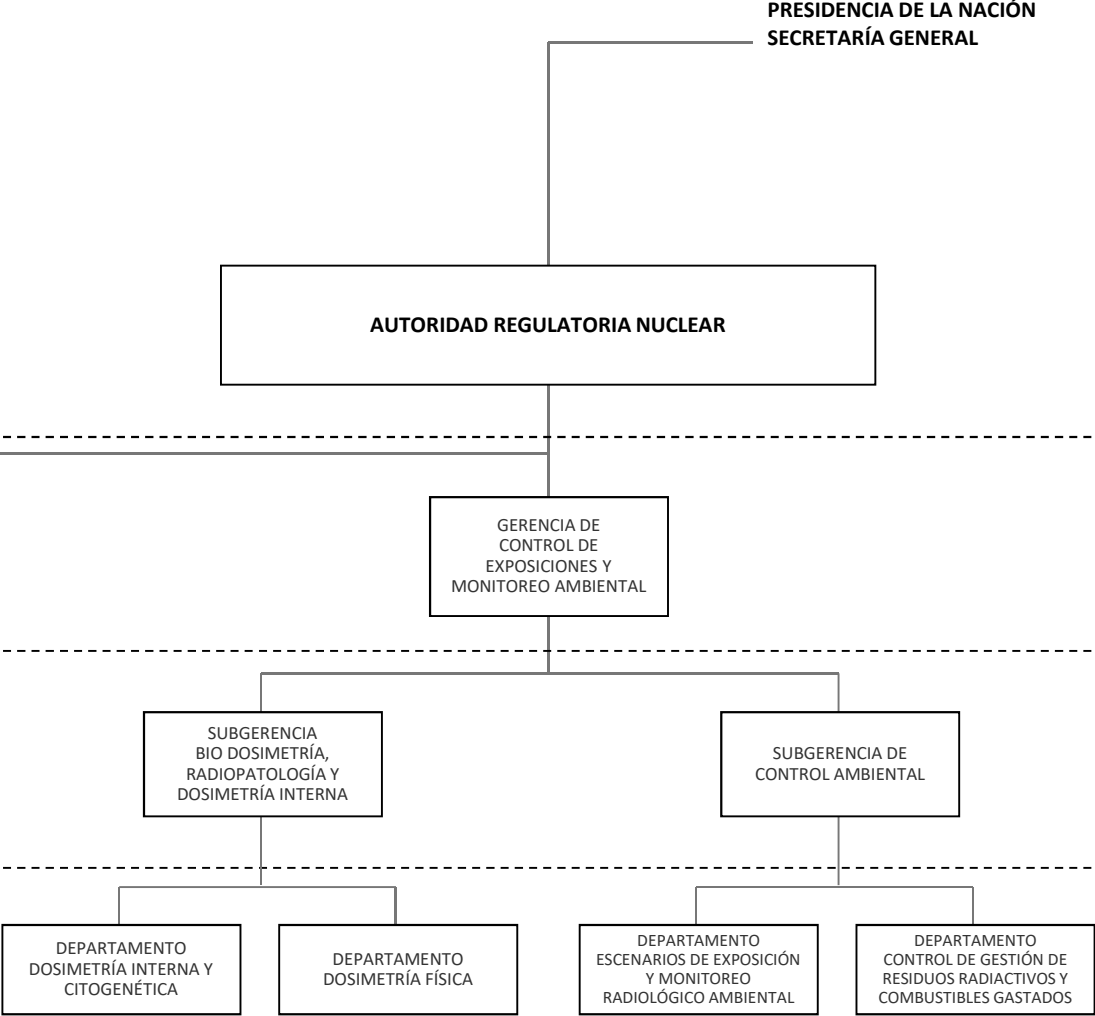 PRESIDENCIA DE LA NACIÓN
SECRETARÍA GENERAL
AUTORIDAD REGULATORIA NUCLEAR
GERENCIA DE
CONTROL DE
EXPOSICIONES Y
MONITOREO AMBIENTAL
SUBGERENCIA
BIO DOSIMETRÍA,
RADIOPATOLOGÍA Y
DOSIMETRÍA INTERNA
SUBGERENCIA DE
CONTROL AMBIENTAL
DEPARTAMENTO
DOSIMETRÍA INTERNA Y
CITOGENÉTICA
DEPARTAMENTO
DOSIMETRÍA FÍSICA
DEPARTAMENTO
ESCENARIOS DE EXPOSICIÓN
Y MONITOREO
RADIOLÓGICO AMBIENTAL
DEPARTAMENTO
CONTROL DE GESTIÓN DE
RESIDUOS RADIACTIVOS Y
COMBUSTIBLES GASTADOS